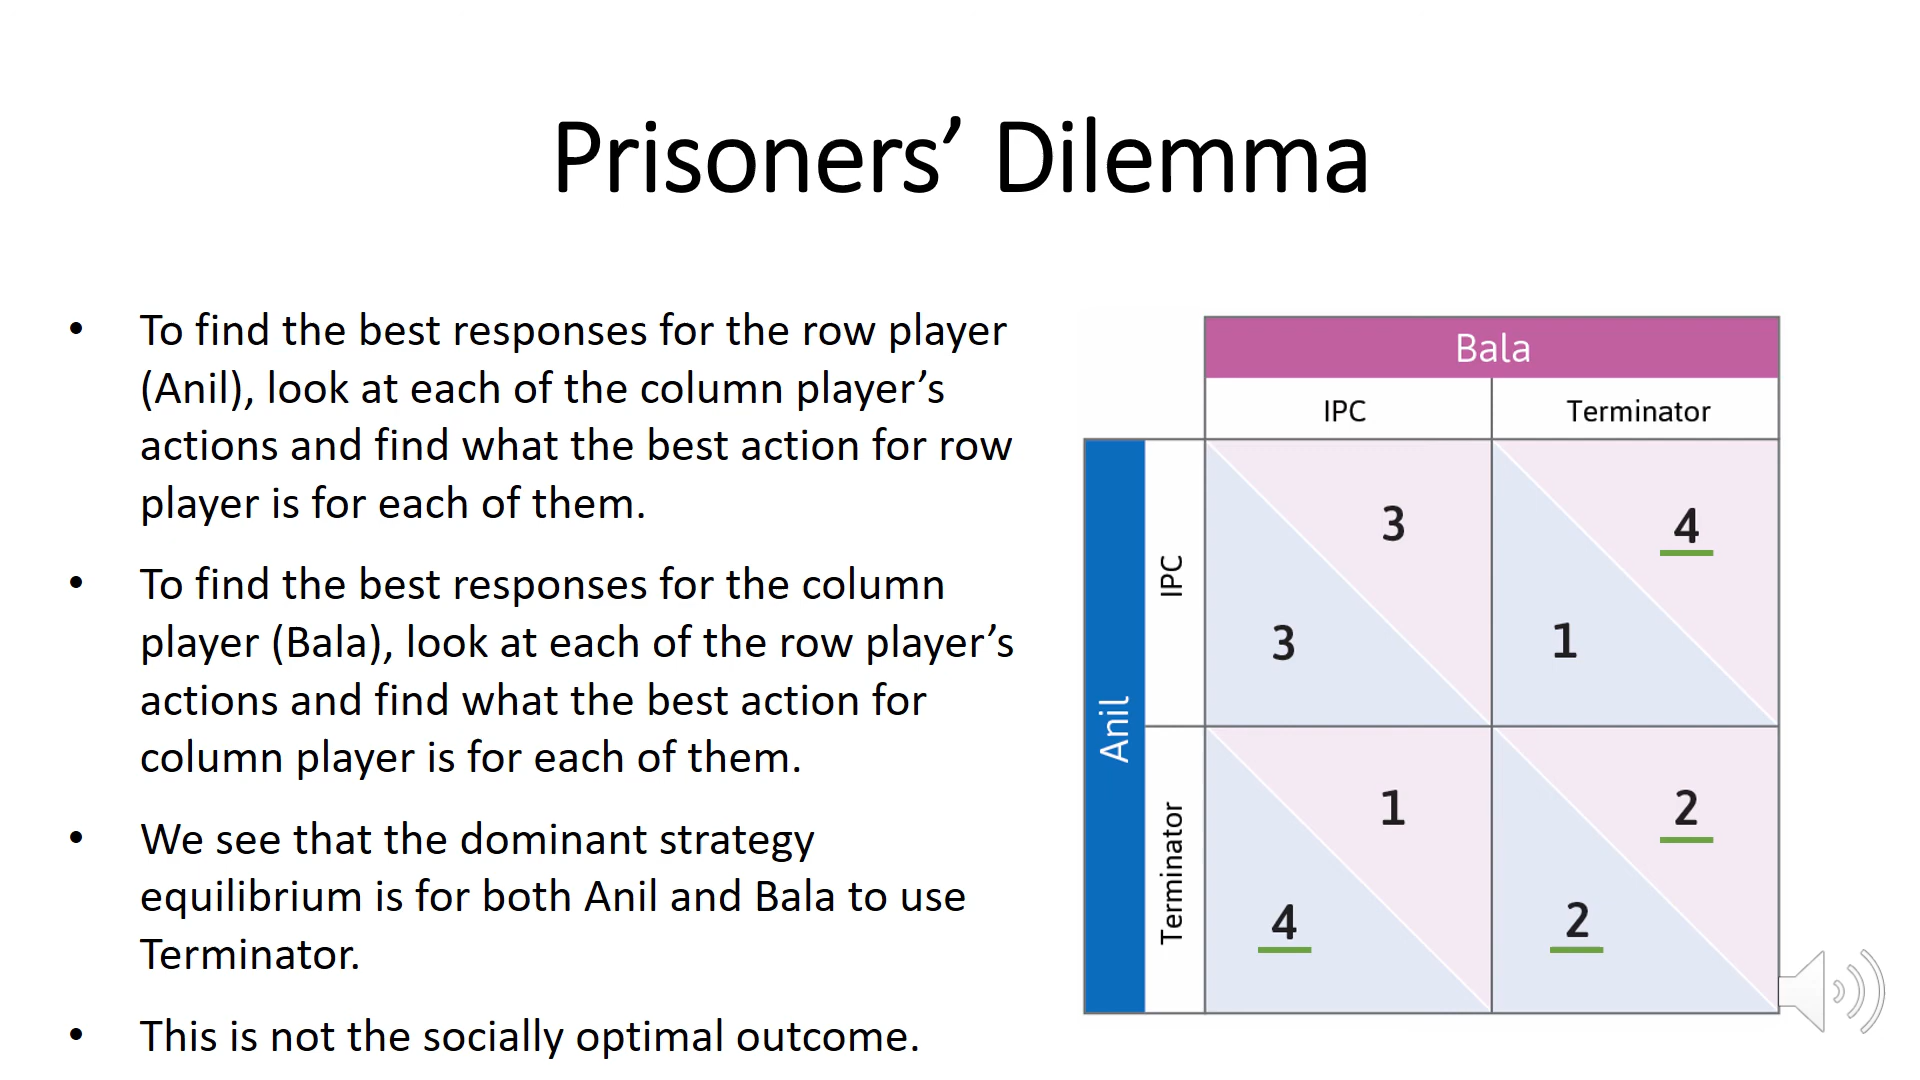 Prisoners’ Dilemma
• To find the best responses for the row player
(Anil), look at each of the column player’s
actions and find what the best action for row
player is for each of them.
• To find the best responses for the column
player (Bala), look at each of the row player’s
actions and find what the best action for
column player is for each of them.
• We see that the dominant strategy
equilibrium is for both Anil and Bala to use
Terminator.
• This is not the socially optimal outcome.
Bala
IPC Terminator
Anil
IPC
3 4
3 1
Terminator
1 2
4 2